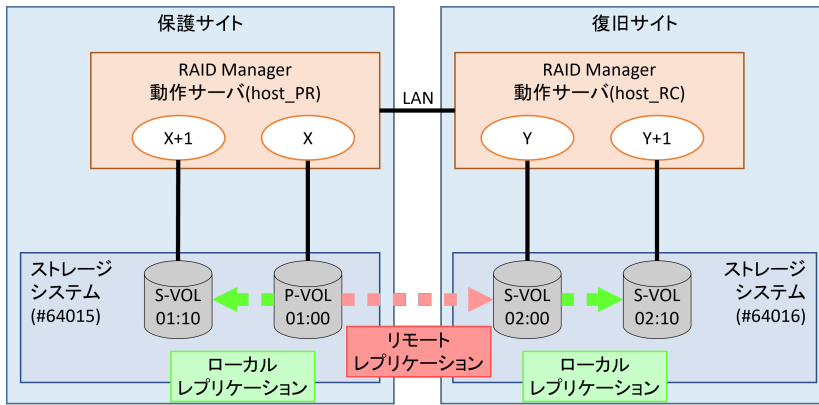 保護サイト
復旧サイト
RAID Manager
動作サーバ(host_PR)
LAN
RAID Manager
動作サーバ(host_RC)
X+1
X
Y
Y+1
ストレージ
システム
(#64015)
S-VOL
01:10
P-VOL
01:00
S-VOL
02:00
S-VOL
02:10
ストレージ
システム
(#64016)
ローカル
レプリケーション
リモート
レプリケーション
ローカル
レプリケーション